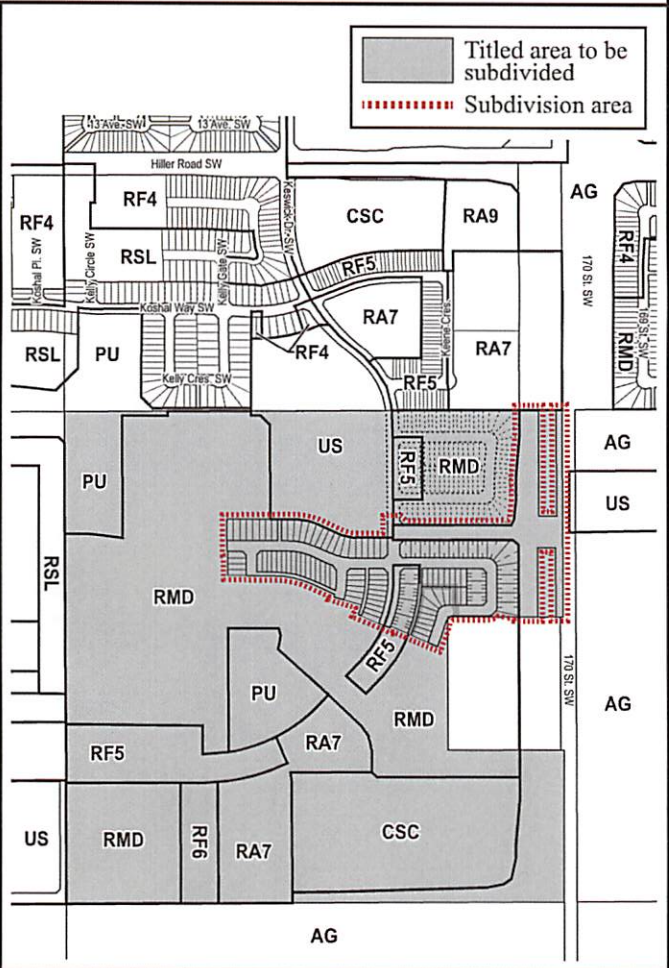 Titled area to be
subdivided
Subdivision area
13 Ave. SW
13 Ave. SW
Hiller Road SW
AG
RF4
CSC
RA9
RF4
RF4
Koshal Pl. SW
Kelly Circle SW
RSL
Kelly Gate SW
Keswick Dr. SW
RF5
170 St. SW
169 St. SW
Koshal Way SW
RA7
RMD
RSL
PU
RF4
Kelly Cres. SW
RF5
RA7
US
AG
PU
RF5
RMD
US
RSL
RMD
RF5
170 St. SW
AG
PU
RMD
RF5
RA7
US
RMD
RF6
RA7
CSC
AG